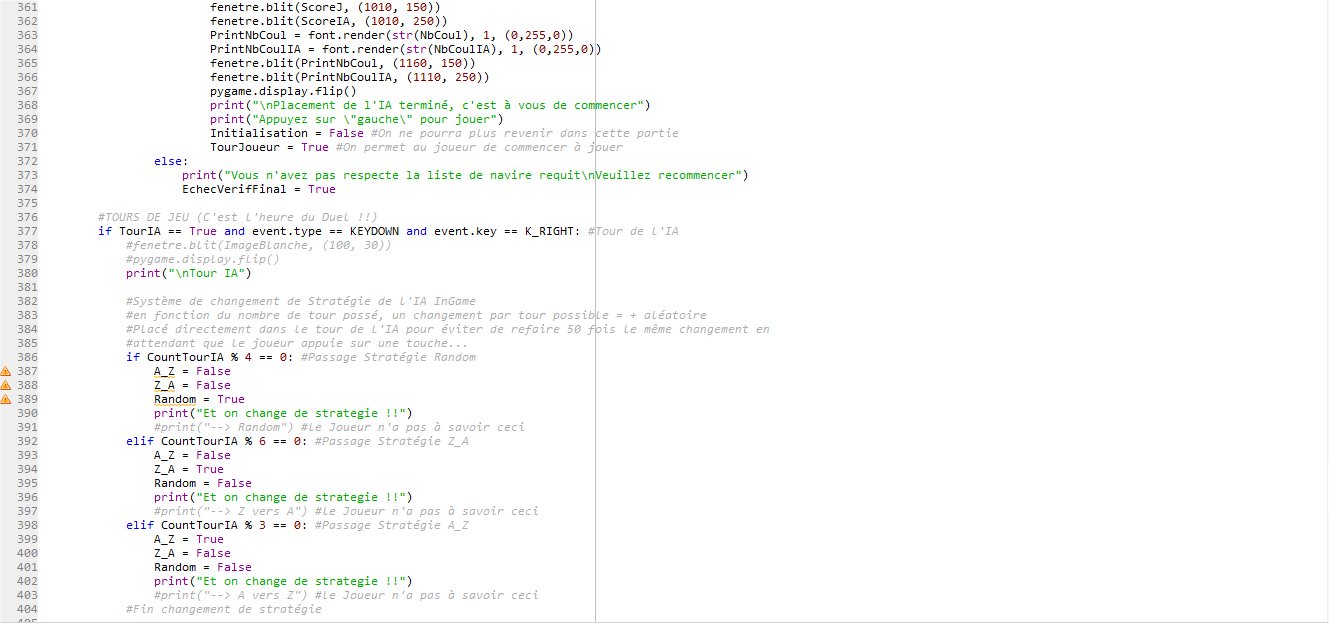 361 fenetre.blit(ScoreJ, (1010, 150))
362 fenetre.blit(ScoreIA, (1010, 250))
363 PrintNbCoul = font.render(str(NbCoul), 1, (0,255,0))
364 PrintNbCoulIA = font.render(str(NbCoulIA), 1, (0,255,0))
365 fenetre.blit(PrintNbCoul, (1160, 150))
366 fenetre.blit(PrintNbCoulIA, (1110, 250))
367 pygame.display.flip()
368 print("\nPlacement de l'IA terminé, c'est à vous de commencer")
369 print("Appuyez sur \"gauche\" pour jouer")
370 Initialisation = False #On ne pourra plus revenir dans cette partie
371 TourJoueur = True #On permet au joueur de commencer à jouer
372 else:
373 print("Vous n'avez pas respecte la liste de navire requit\nVeuillez recommencer")
374 EchecVerifFinal = True
375
376 #TOURS DE JEU (C'est l'heure du Duel !!)
377 if TourIA == True and event.type == KEYDOWN and event.key == K_RIGHT: #Tour de l'IA
378 #fenetre.blit(ImageBlanche, (100, 30))
379 #pygame.display.flip()
380 print("\nTour IA")
381
382 #Système de changement de Stratégie de l'IA InGame
383 #en fonction du nombre de tour passé, un changement par tour possible = + aléatoire
384 #Placé directement dans le tour de l'IA pour éviter de refaire 50 fois le même changement en
385 #attendant que le joueur appuie sur une touche...
386 if CountTourIA % 4 == 0: #Passage Stratégie Random
387 A_Z = False
388 Z_A = False
389 Random = True
390 print("Et on change de strategie !!")
391 #print("--> Random") #le Joueur n'a pas à savoir ceci
392 elif CountTourIA % 6 == 0: #Passage Stratégie Z_A
393 A_Z = False
394 Z_A = True
395 Random = False
396 print("Et on change de strategie !!")
397 #print("--> Z vers A") #le Joueur n'a pas à savoir ceci
398 elif CountTourIA % 3 == 0: #Passage Stratégie A_Z
399 A_Z = True
400 Z_A = False
401 Random = False
402 print("Et on change de strategie !!")
403 #print("--> A vers Z") #le Joueur n'a pas à savoir ceci
404 #Fin changement de stratégie